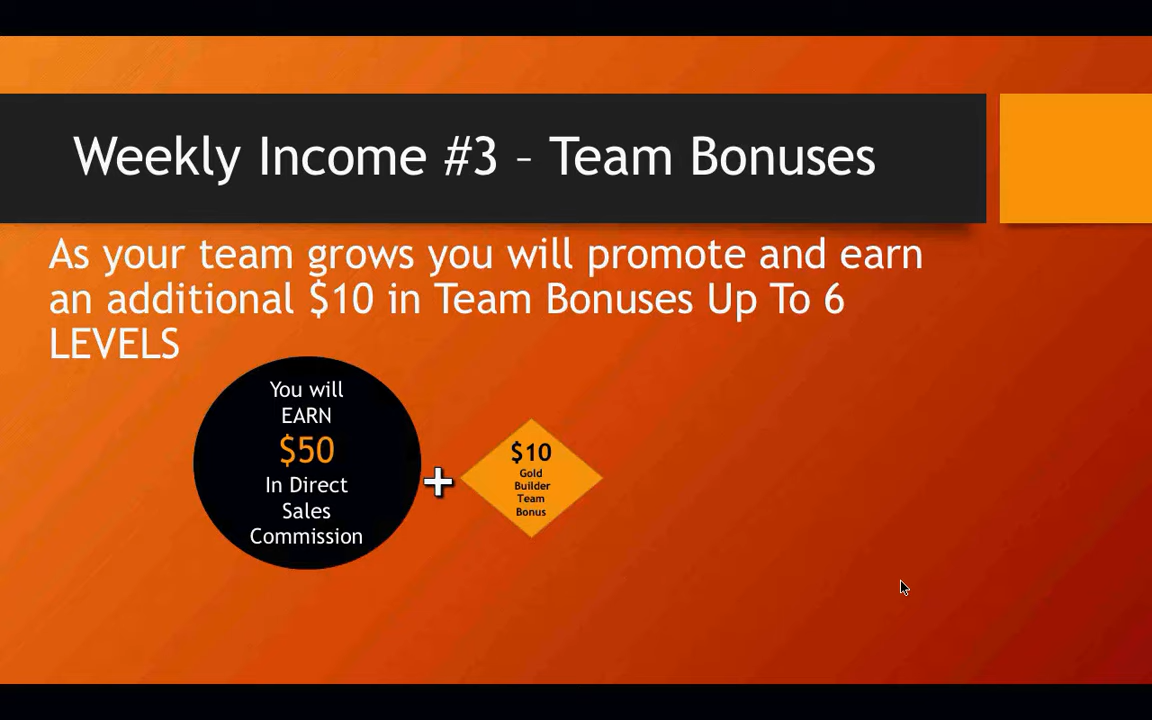 Weekly Income #3 – Team Bonuses
As your team grows you will promote and earn
an additional $10 in Team Bonuses Up To 6
LEVELS
You will
EARN
$50
In Direct
Sales
Commission
+
$10
Gold
Builder
Team
Bonus